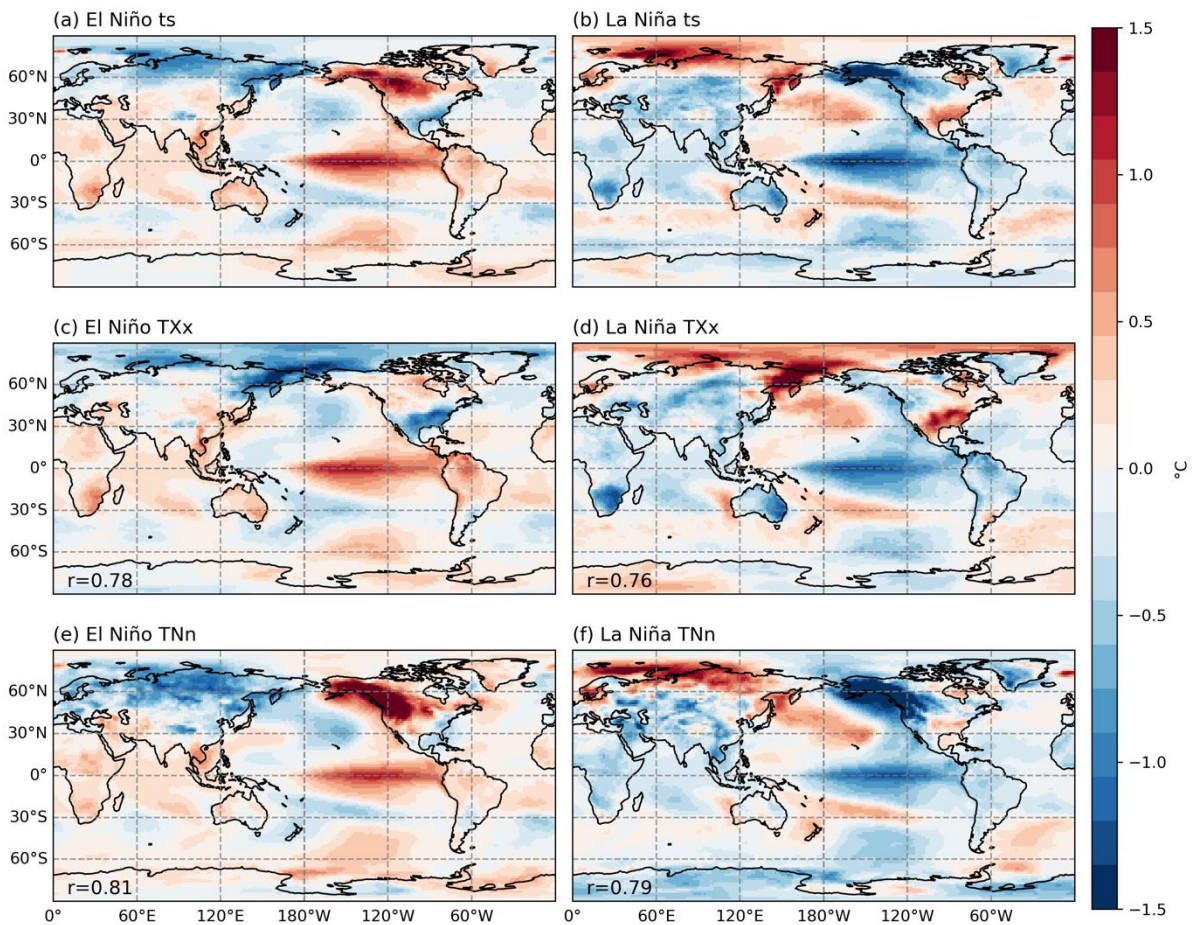 (a) El Niño ts
(b) La Niña ts
60°N
30°N
0°
30°S
60°S
(c) El Niño TXx
(d) La Niña TXx
60°N
30°N
0°
30°S
60°S
r=0.78
r=0.76
(e) El Niño TNn
(f) La Niña TNn
60°N
30°N
0°
30°S
60°S
r=0.81
r=0.79
0° 60°E 120°E 180°W 120°W 60°W
0° 60°E 120°E 180°W 120°W 60°W
1.5
1.0
0.5
0.0
−0.5
−1.0
−1.5
°C